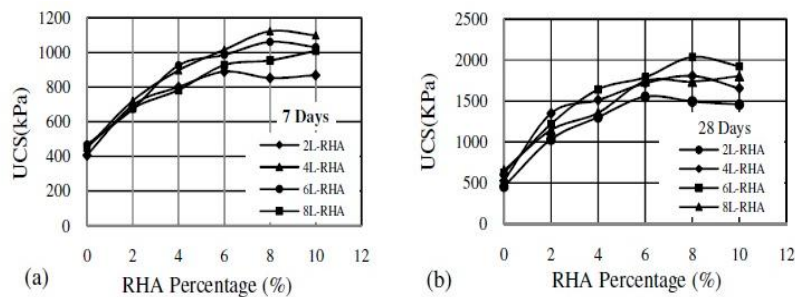 1200
1000
800
600
400
200
0
UCS(kPa)
7 Days
2L-RHA
4L-RHA
6L-RHA
8L-RHA
0 2 4 6 8 10 12
(a) RHA Percentage (%)
2500
2000
1500
1000
500
0
UCS(KPa)
28 Days
2L-RHA
4L-RHA
6L-RHA
8L-RHA
0 2 4 6 8 10 12
(b) RHA Percentage (%)